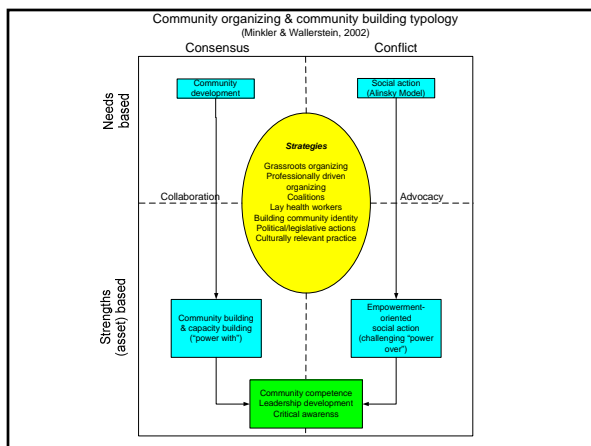 Community organizing & community building typology
(Minkler & Wallerstein, 2002)
Consensus
Conflict
Needs
based
Community
development
Social action
(Alinsky Model)
Strategies
Grassroots organizing
Professionally driven
organizing
Coalitions
Lay health workers
Building community identity
Political/legislative actions
Culturally relevant practice
Collaboration
Advocacy
Strengths
(asset) based
Community building
& capacity building
("power with")
Empowerment-
oriented
social action
(challenging "power
over")
Community competence
Leadership development
Critical awarenss